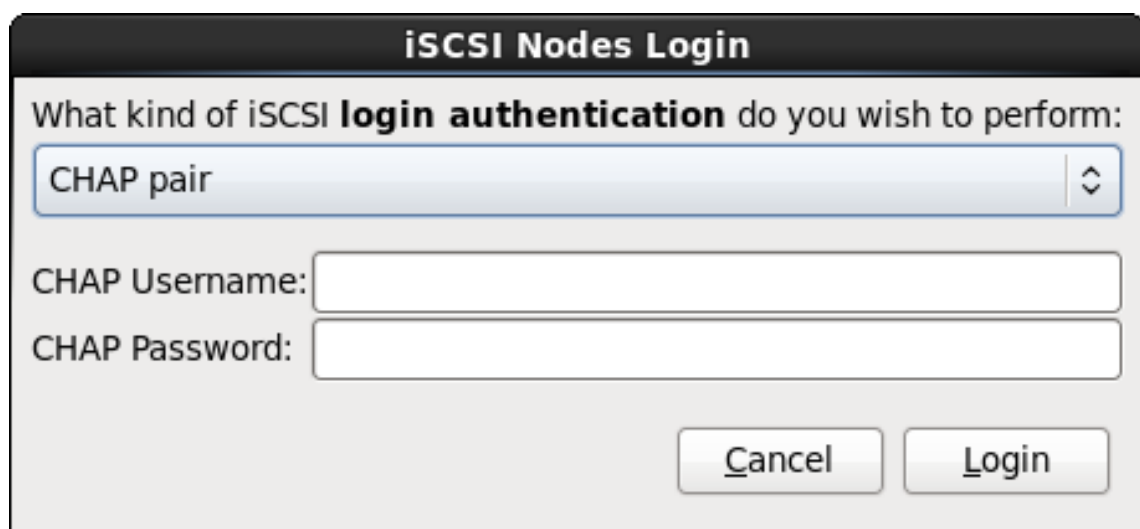 iSCSI Nodes Login
What kind of iSCSI login authentication do you wish to perform:
CHAP pair
CHAP Username:
CHAP Password:
Cancel Login